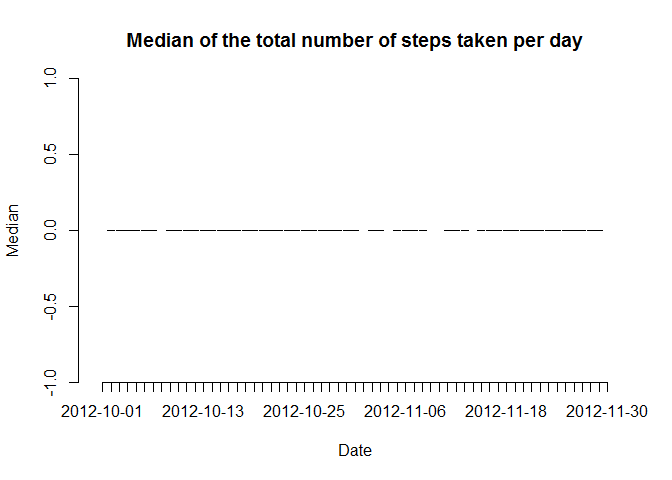 Median of the total number of steps taken per day
1.0
0.5
0.0
-0.5
-1.0
Median
2012-10-01 2012-10-13 2012-10-25 2012-11-06 2012-11-18 2012-11-30
Date